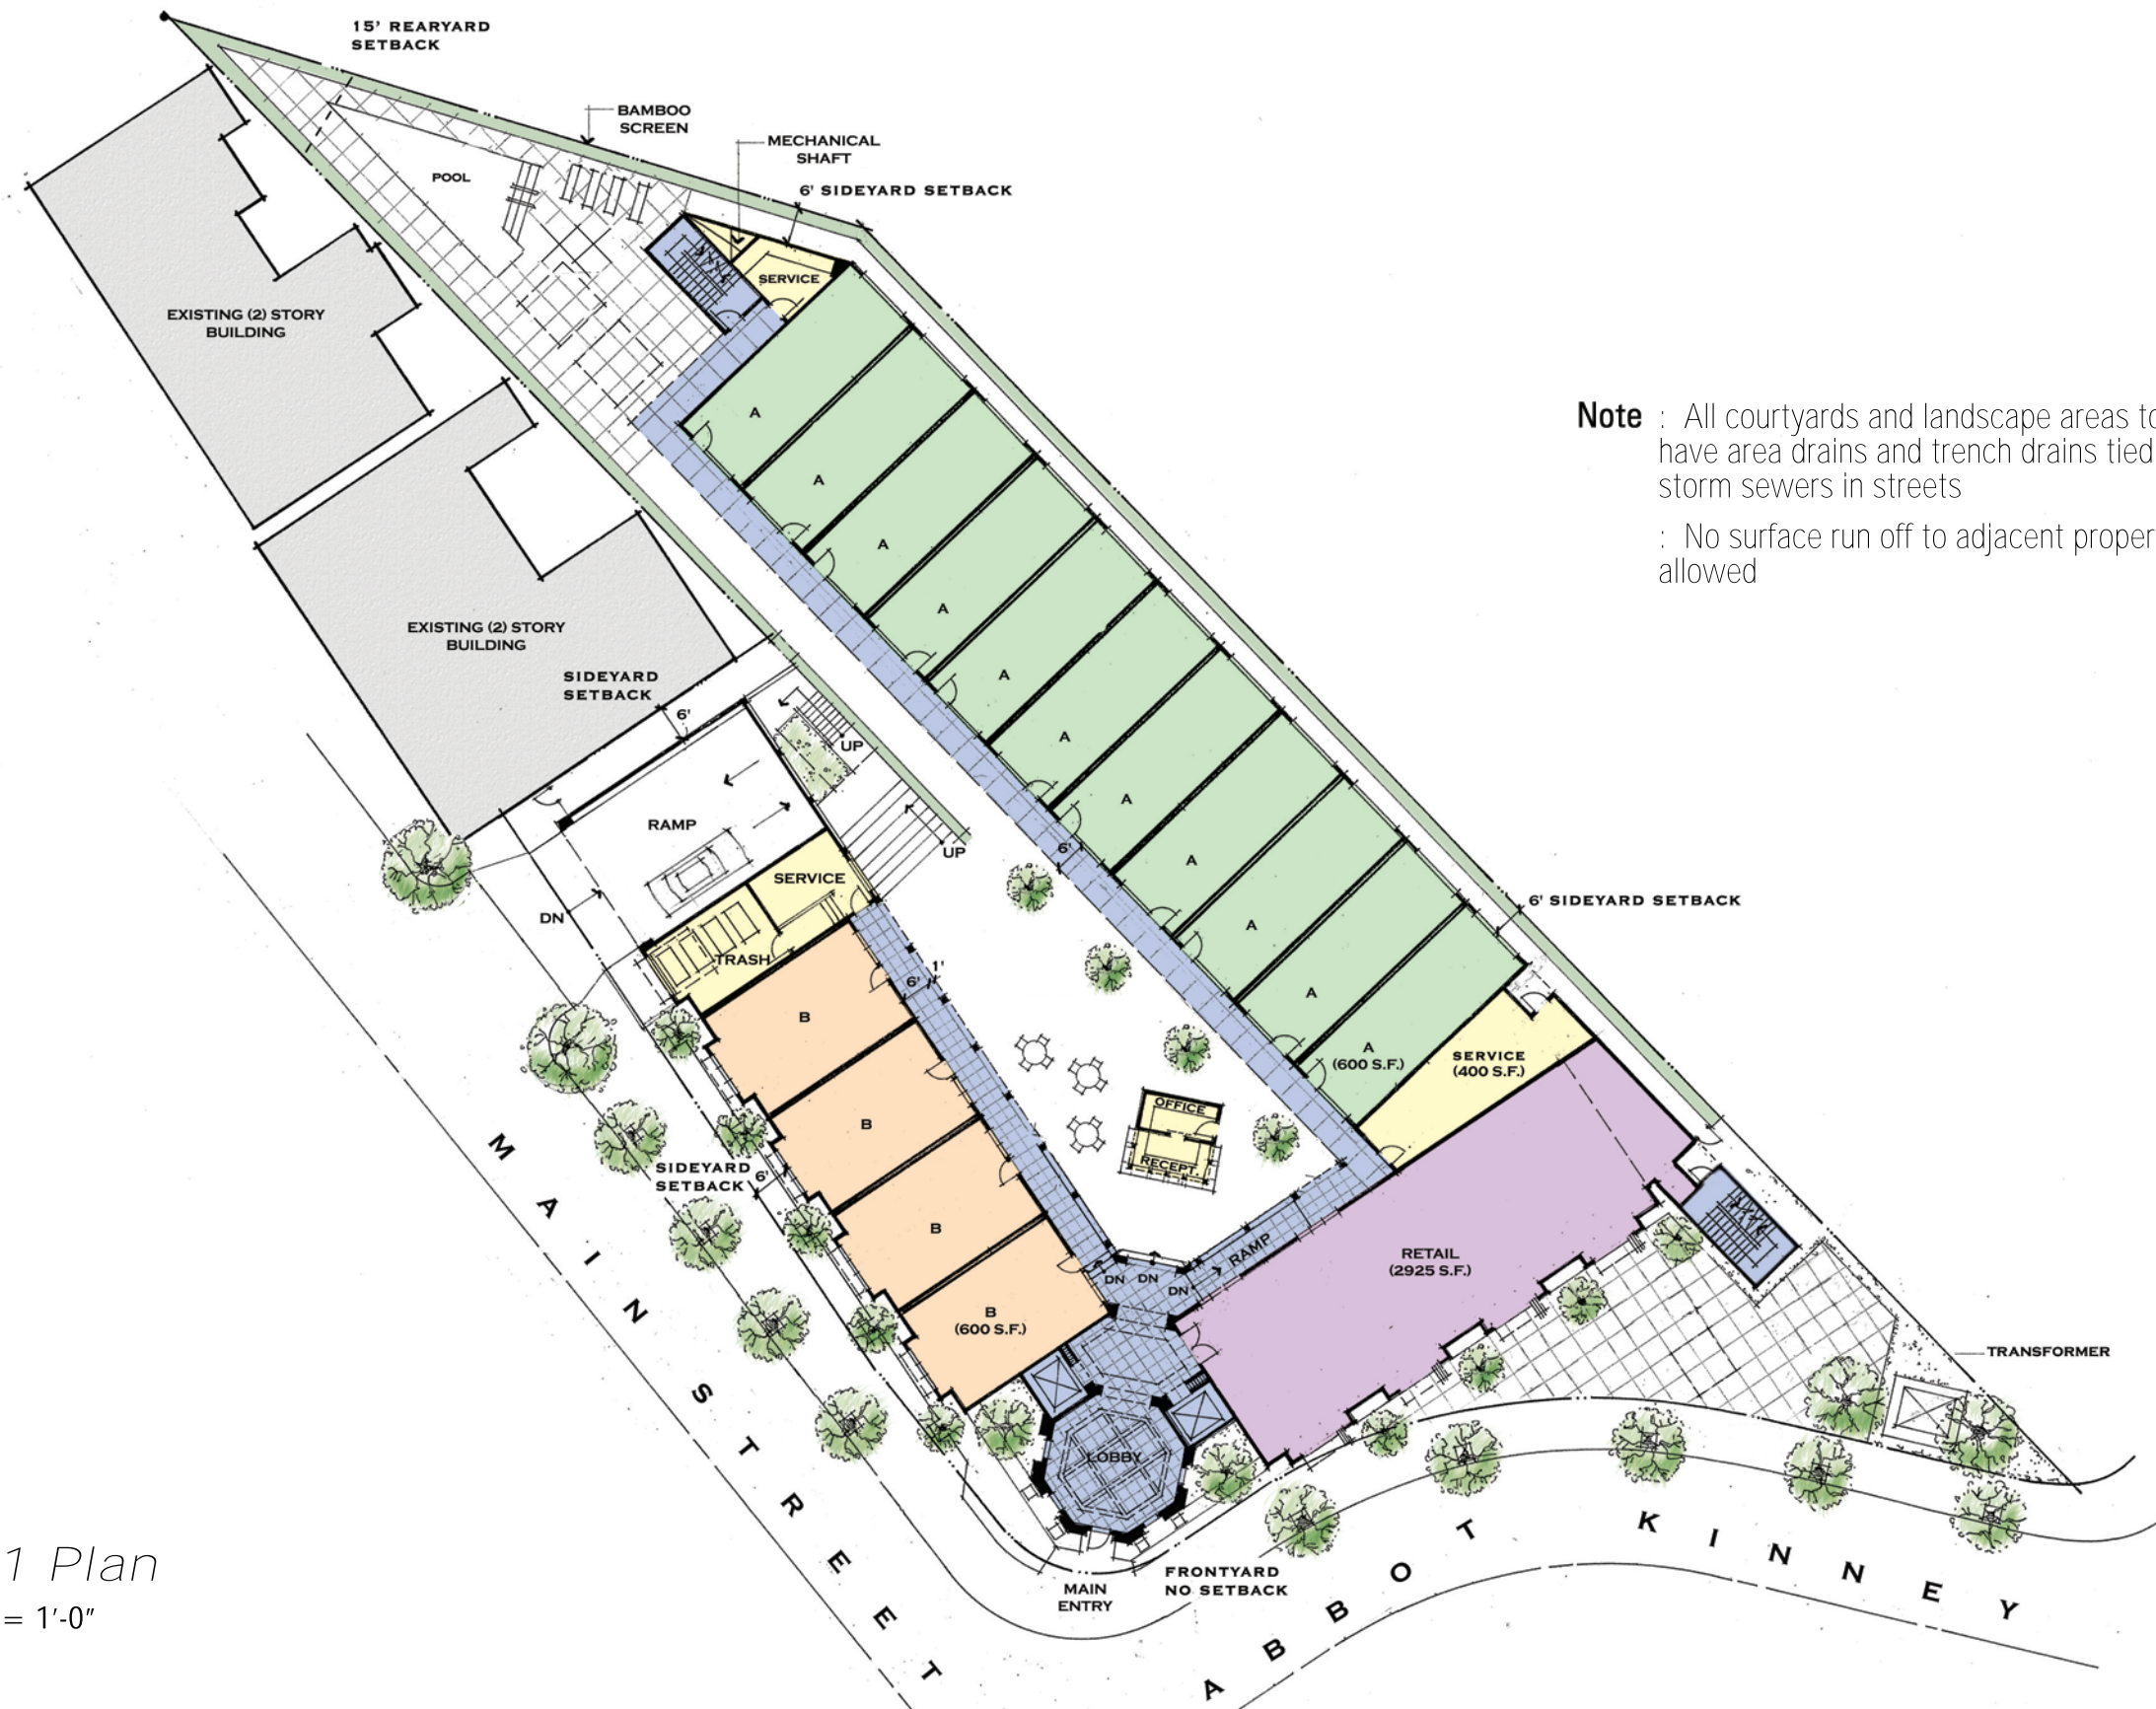 15' REARYARD
SETBACK
BAMBOO
SCREEN
MECHANICAL
SHAFT
6' SIDEYARD SETBACK
POOL
SERVICE
EXISTING (2) STORY
BUILDING
A
A
A
A
A
A
A
A
A
A
A
(600 S.F.)
Note : All courtyards and landscape areas to
have area drains and trench drains tied
storm sewers in streets
: No surface run off to adjacent proper
allowed
EXISTING (2) STORY
BUILDING
SIDEYARD
SETBACK
6'
UP
RAMP
UP
6'
SERVICE
DN
TRASH
6' SIDEYARD SETBACK
6'
1'
B
B
B
B
(600 S.F.)
SERVICE
(400 S.F.)
OFFICE
RECEPT.
SIDEYARD
SETBACK
6'
RAMP
DN
DN
DN
RETAIL
(2925 S.F.)
TRANSFORMER
LOBBY
MAIN
ENTRY
FRONTYARD
NO SETBACK
MAIN STREET
ABBOT KINNEY
1 Plan
= 1'-0"